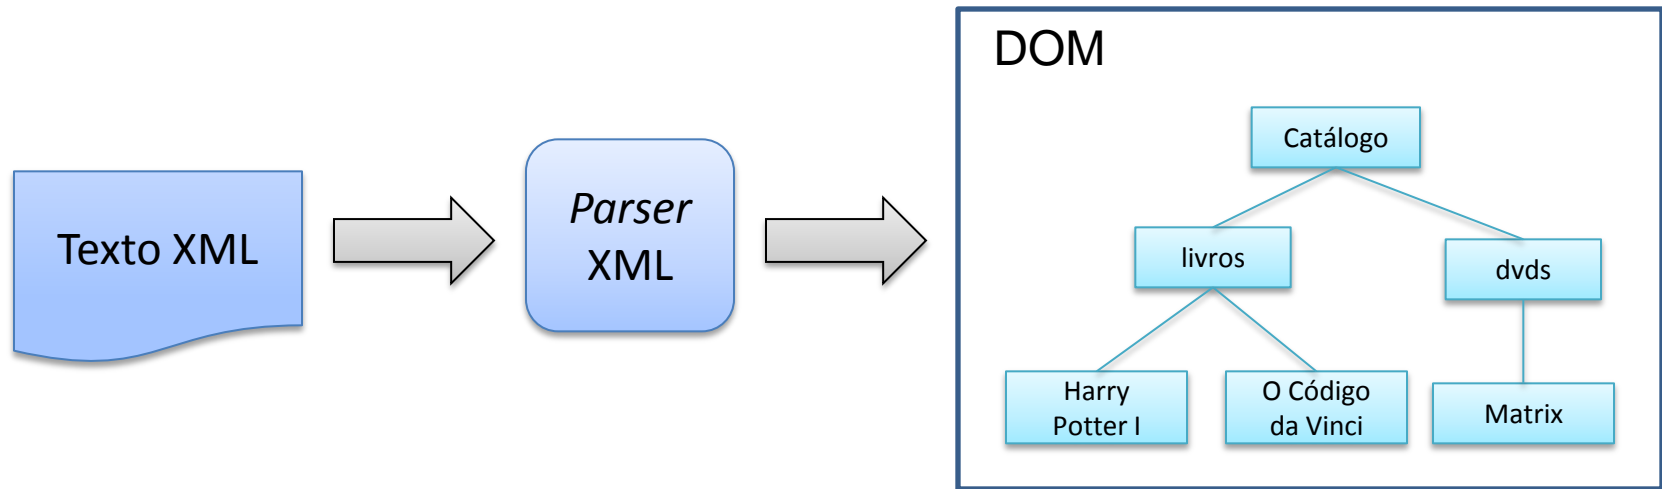 Texto XML
Parser
XML
DOM
Catálogo
livros
dvds
Harry
Potter I
O Código
da Vinci
Matrix